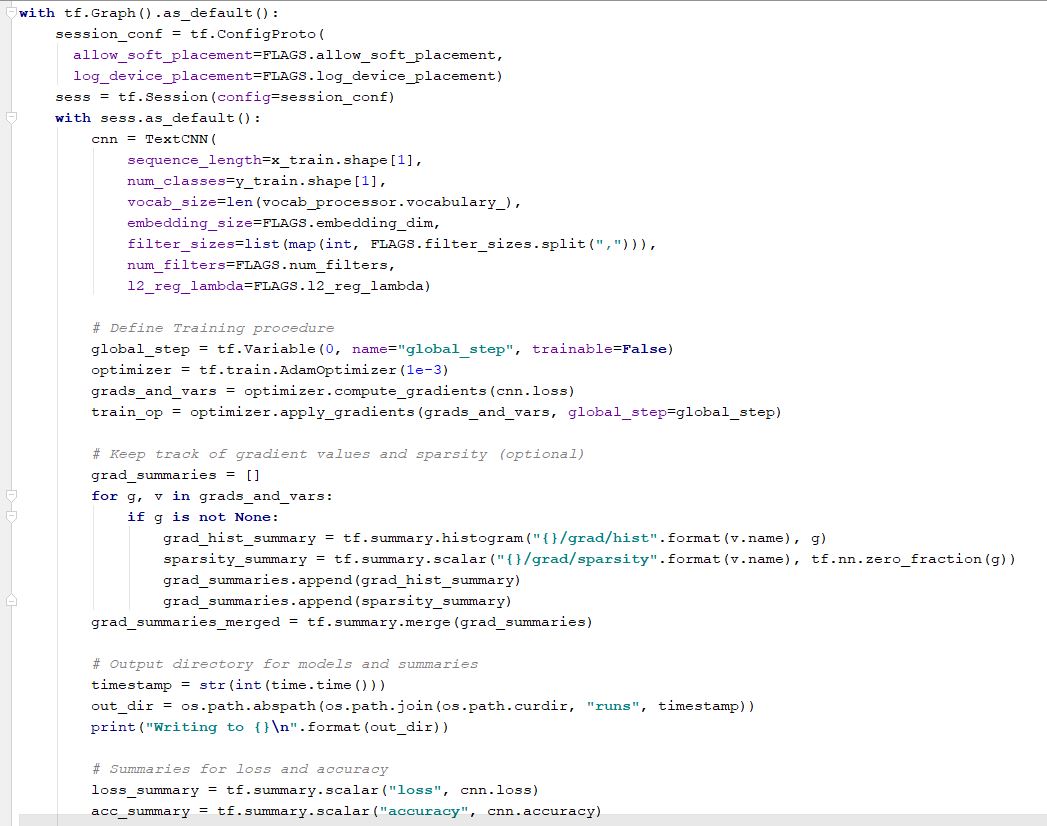 with tf.Graph().as_default():
    session_conf = tf.ConfigProto(
      allow_soft_placement=FLAGS.allow_soft_placement,
      log_device_placement=FLAGS.log_device_placement)
    sess = tf.Session(config=session_conf)
    with sess.as_default():
        cnn = TextCNN(
            sequence_length=x_train.shape[1],
            num_classes=y_train.shape[1],
            vocab_size=len(vocab_processor.vocabulary_),
            embedding_size=FLAGS.embedding_dim,
            filter_sizes=list(map(int, FLAGS.filter_sizes.split(","))),
            num_filters=FLAGS.num_filters,
            l2_reg_lambda=FLAGS.l2_reg_lambda)

        # Define Training procedure
        global_step = tf.Variable(0, name="global_step", trainable=False)
        optimizer = tf.train.AdamOptimizer(1e-3)
        grads_and_vars = optimizer.compute_gradients(cnn.loss)
        train_op = optimizer.apply_gradients(grads_and_vars, global_step=global_step)

        # Keep track of gradient values and sparsity (optional)
        grad_summaries = []
        for g, v in grads_and_vars:
            if g is not None:
                grad_hist_summary = tf.summary.histogram("{}/grad/hist".format(v.name), g)
                sparsity_summary = tf.summary.scalar("{}/grad/sparsity".format(v.name), tf.nn.zero_fraction(g))
                grad_summaries.append(grad_hist_summary)
                grad_summaries.append(sparsity_summary)
        grad_summaries_merged = tf.summary.merge(grad_summaries)

        # Output directory for models and summaries
        timestamp = str(int(time.time()))
        out_dir = os.path.abspath(os.path.join(os.path.curdir, "runs", timestamp))
        print("Writing to {}\n".format(out_dir))

        # Summaries for loss and accuracy
        loss_summary = tf.summary.scalar("loss", cnn.loss)
        acc_summary = tf.summary.scalar("accuracy", cnn.accuracy)